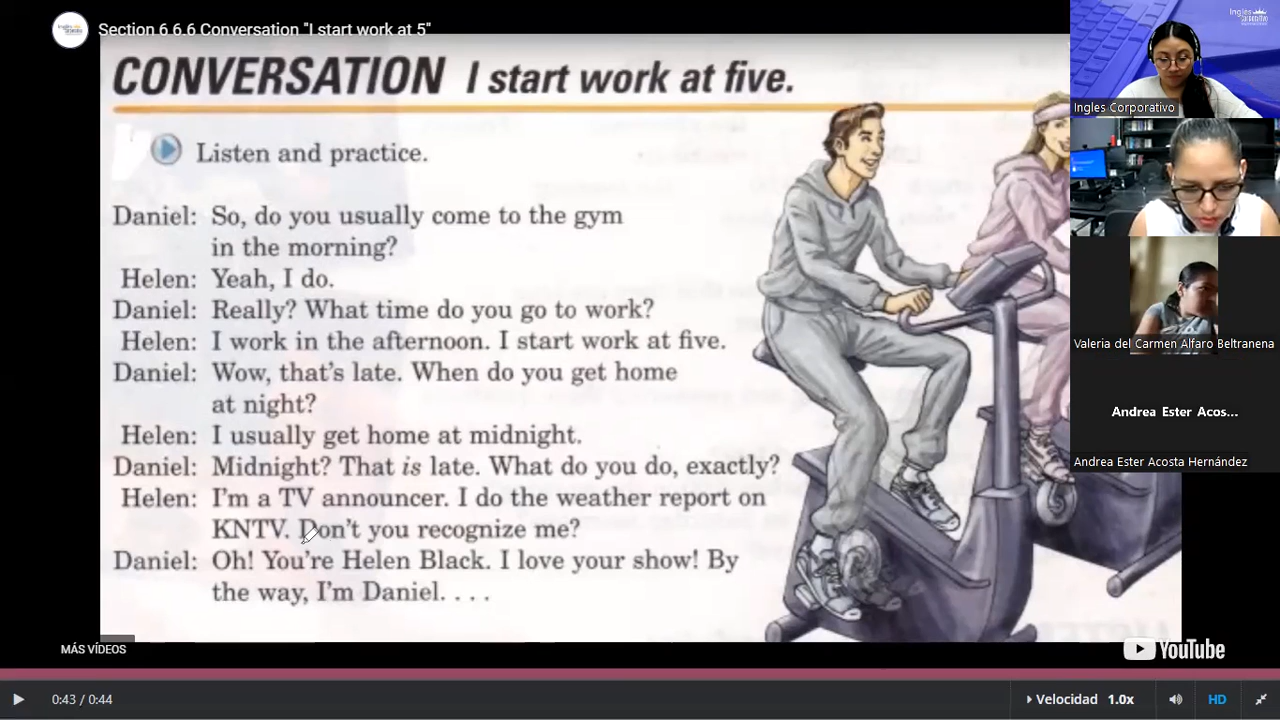 Section 6 6.6 Conversation "I start work at 5"
CONVERSATION I start work at five.
Listen and practice.
Daniel: So, do you usually come to the gym
in the morning?
Helen: Yeah, I do.
Daniel: Really? What time do you go to work?
Helen: I work in the afternoon. I start work at five.
Daniel: Wow, that's late. When do you get home
at night?
Helen: I usually get home at midnight.
Daniel: Midnight? That is late. What do you do, exactly?
Helen: I'm a TV announcer. I do the weather report on
KNTV. Don't you recognize me?
Daniel: Oh! You're Helen Black. I love your show! By
the way, I'm Daniel. . . .
MÁS VÍDEOS
YouTube
0:43 / 0:44
Velocidad 1.0x
HD
Ingles Corporativo
Valeria del Carmen Alfaro Beltranena
Andrea Ester Acos...
Andrea Ester Acosta Hernández